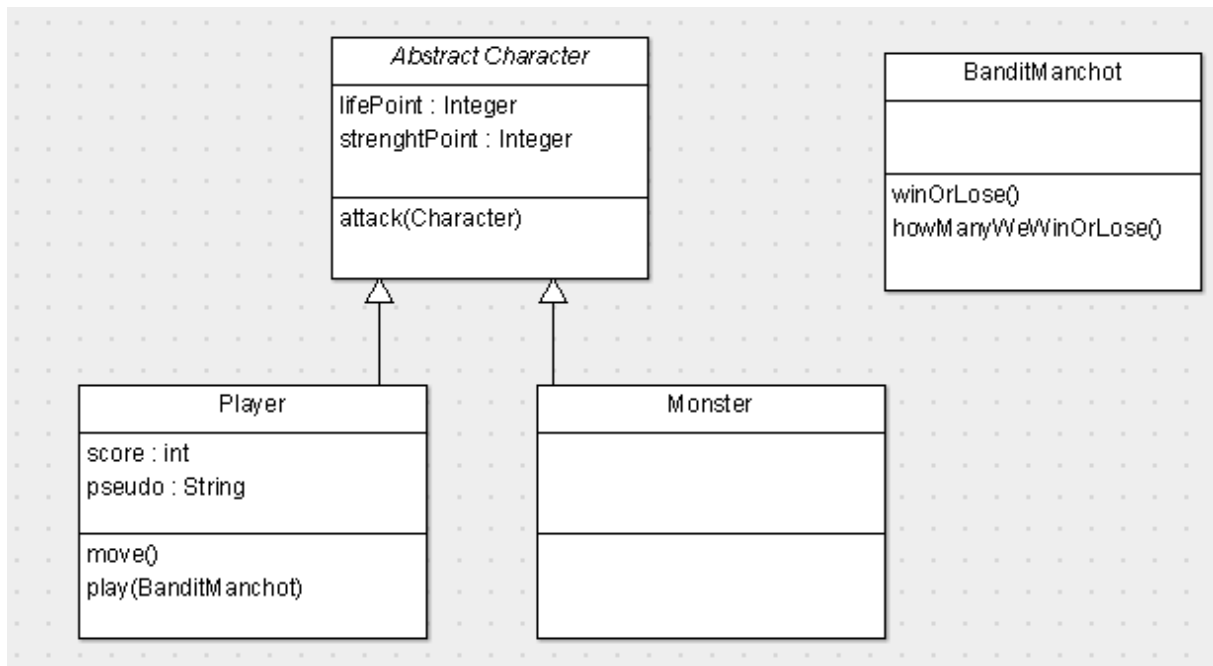 Abstract Character
lifePoint : Integer
strenghtPoint : Integer
attack(Character)
BanditManchot
winOrLose()
howManyWeWinOrLose()
Player
score : int
pseudo : String
move()
play(BanditManchot)
Monster